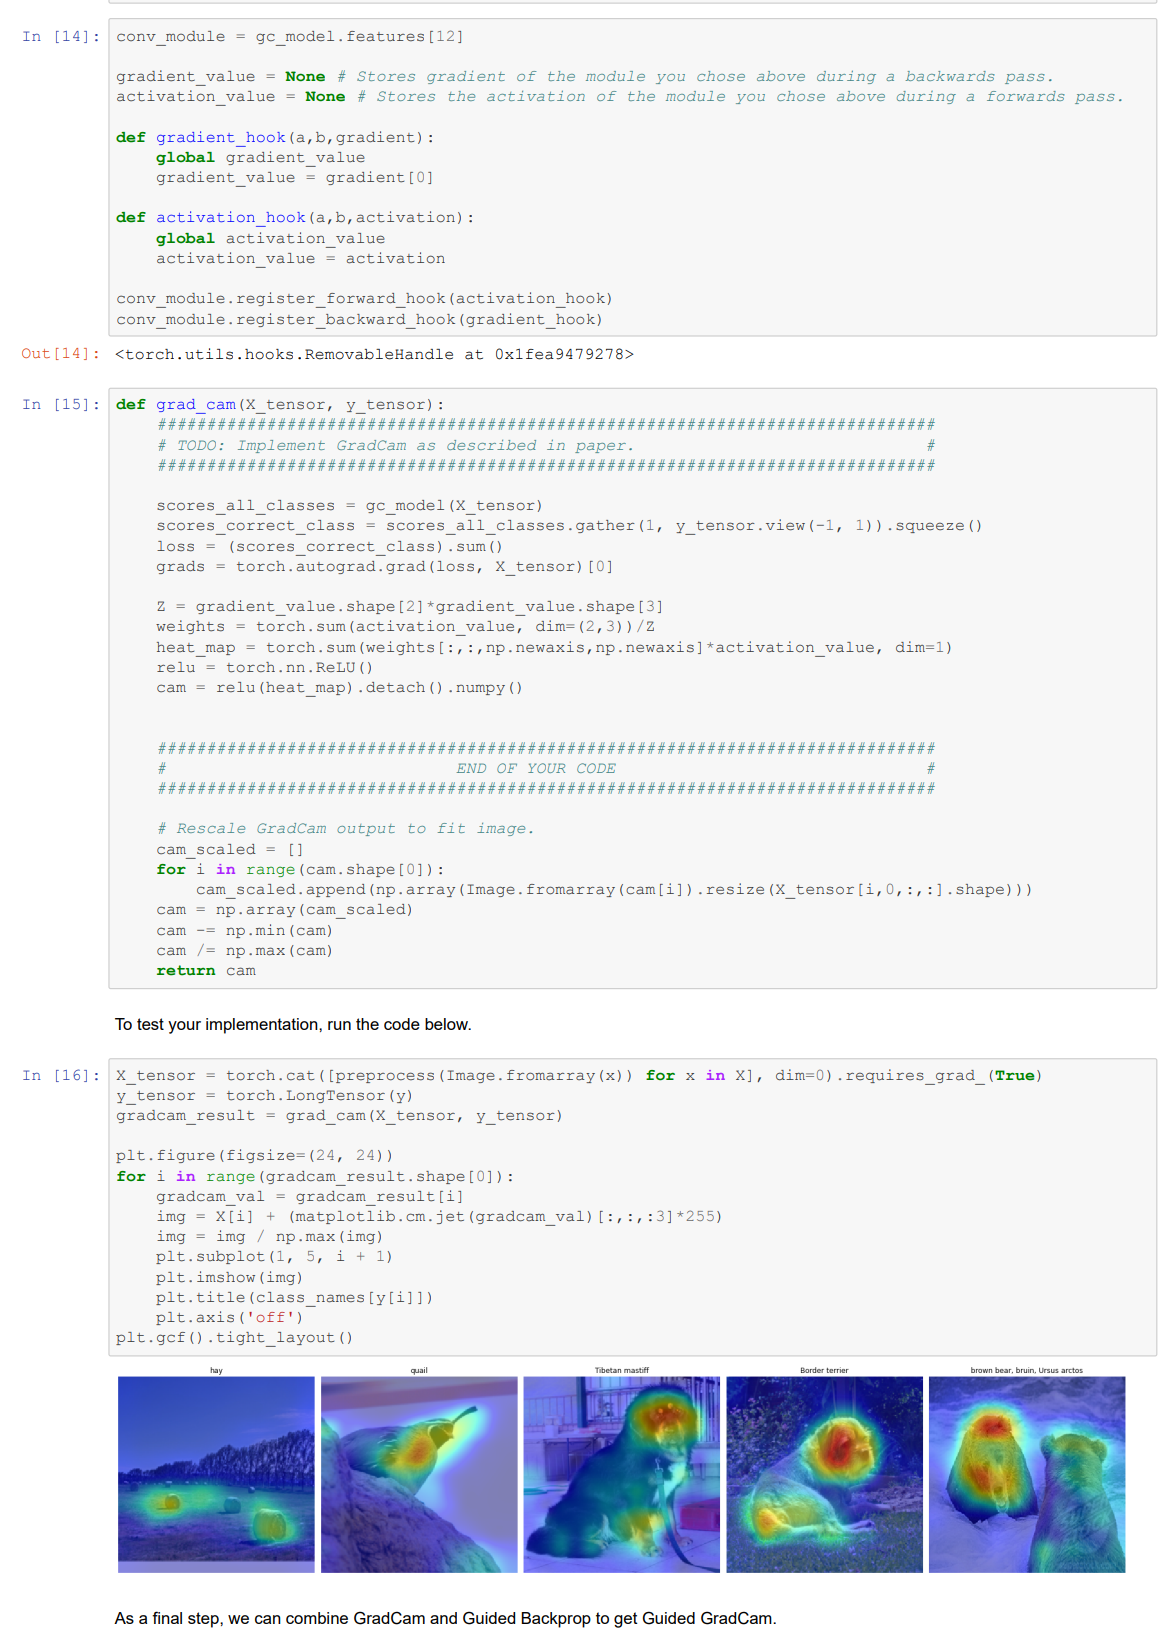 In [14]: conv_module = gc_model.features[12]
gradient_value = None # Stores gradient of the module you chose above during a backwards pass.
activation_value = None # Stores the activation of the module you chose above during a forwards pass.
def gradient_hook(a,b,gradient):
    global gradient_value
    gradient_value = gradient[0]
def activation_hook(a,b,activation):
    global activation_value
    activation_value = activation
conv_module.register_forward_hook(activation_hook)
conv_module.register_backward_hook(gradient_hook)
Out[14]: <torch.utils.hooks.RemovableHandle at 0x1fea9479278>
In [15]: def grad_cam(X_tensor, y_tensor):
    ##############################################################################
    # TODO: Implement GradCam as described in paper.                             #
    ##############################################################################
    scores_all_classes = gc_model(X_tensor)
    scores_correct_class = scores_all_classes.gather(1, y_tensor.view(-1, 1)).squeeze()
    loss = (scores_correct_class).sum()
    grads = torch.autograd.grad(loss, X_tensor)[0]
    Z = gradient_value.shape[2]*gradient_value.shape[3]
    weights = torch.sum(activation_value, dim=(2,3))/Z
    heat_map = torch.sum(weights[:,:,np.newaxis,np.newaxis]*activation_value, dim=1)
    relu = torch.nn.ReLU()
    cam = relu(heat_map).detach().numpy()
    ##############################################################################
    #                             END OF YOUR CODE                               #
    ##############################################################################
    # Rescale GradCam output to fit image.
    cam_scaled = []
    for i in range(cam.shape[0]):
        cam_scaled.append(np.array(Image.fromarray(cam[i]).resize(X_tensor[i,0,:,:].shape)))
    cam = np.array(cam_scaled)
    cam -= np.min(cam)
    cam /= np.max(cam)
    return cam
To test your implementation, run the code below.
In [16]: X_tensor = torch.cat([preprocess(Image.fromarray(x)) for x in X], dim=0).requires_grad_(True)
y_tensor = torch.LongTensor(y)
gradcam_result = grad_cam(X_tensor, y_tensor)
plt.figure(figsize=(24, 24))
for i in range(gradcam_result.shape[0]):
    gradcam_val = gradcam_result[i]
    img = X[i] + (matplotlib.cm.jet(gradcam_val)[:,:,:3]*255)
    img = img / np.max(img)
    plt.subplot(1, 5, i + 1)
    plt.imshow(img)
    plt.title(class_names[y[i]])
    plt.axis('off')
plt.gcf().tight_layout()
hay quail Tibetan mastiff Border terrier brown bear, bruin, Ursus arctos
As a final step, we can combine GradCam and Guided Backprop to get Guided GradCam.